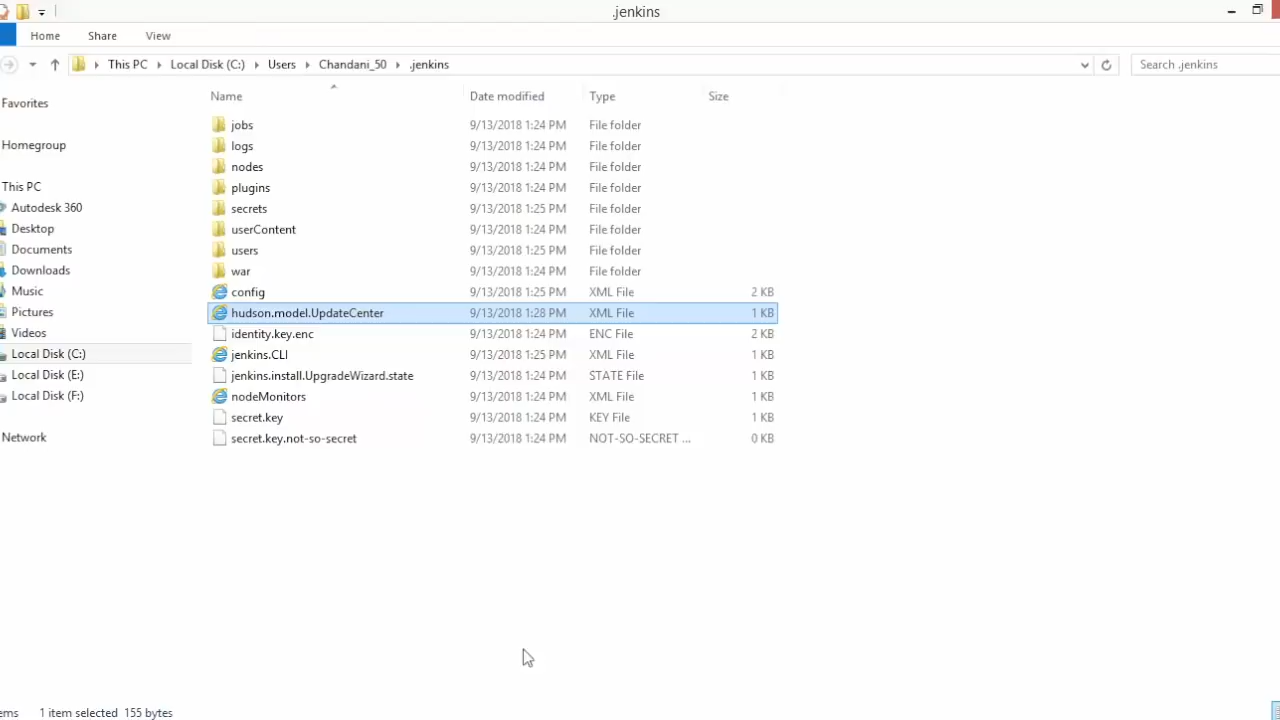 .jenkins
Home Share View
This PC Local Disk (C:) Users Chandani_50 .jenkins Search .jenkins
Name Date modified Type Size
Favorites
Homegroup
This PC
Autodesk 360
Desktop
Documents
Downloads
Music
Pictures
Videos
Local Disk (C:)
Local Disk (E:)
Local Disk (F:)
Network
jobs 9/13/2018 1:24 PM File folder
logs 9/13/2018 1:24 PM File folder
nodes 9/13/2018 1:24 PM File folder
plugins 9/13/2018 1:24 PM File folder
secrets 9/13/2018 1:25 PM File folder
userContent 9/13/2018 1:24 PM File folder
users 9/13/2018 1:25 PM File folder
war 9/13/2018 1:24 PM File folder
config 9/13/2018 1:25 PM XML File 2 KB
hudson.model.UpdateCenter 9/13/2018 1:28 PM XML File 1 KB
identity.key.enc 9/13/2018 1:24 PM ENC File 2 KB
jenkins.CLI 9/13/2018 1:25 PM XML File 1 KB
jenkins.install.UpgradeWizard.state 9/13/2018 1:24 PM STATE File 1 KB
nodeMonitors 9/13/2018 1:24 PM XML File 1 KB
secret.key 9/13/2018 1:24 PM KEY File 1 KB
secret.key.not-so-secret 9/13/2018 1:24 PM NOT-SO-SECRET ... 0 KB
ems 1 item selected 155 bytes